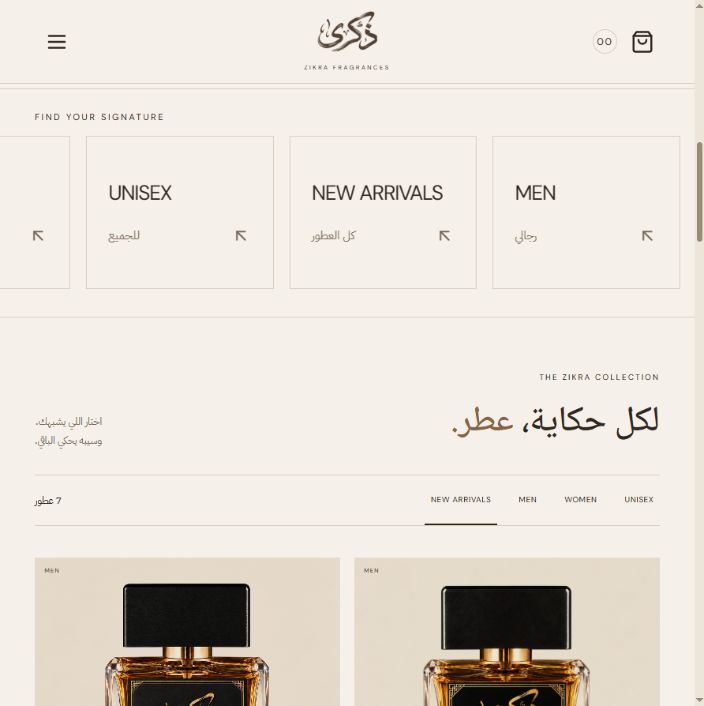 ذكرى
ZIKRA FRAGRANCES
00
FIND YOUR SIGNATURE
UNISEX
للجميع
NEW ARRIVALS
كل العطور
MEN
رجالي
THE ZIKRA COLLECTION
لكل حكاية، عطر.
اختار اللي يشبهك.
وسيبه يحكي الباقي.
7 عطور
NEW ARRIVALS
MEN
WOMEN
UNISEX
MEN
MEN